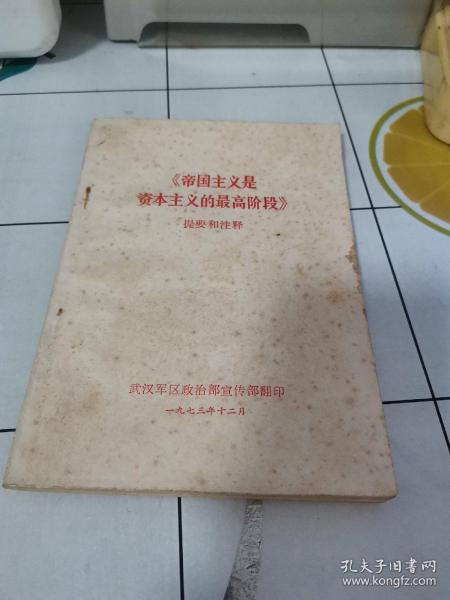 《帝国主义是
资本主义的最高阶段》
提要和注释
武汉军区政治部宣传部翻印
一九七三年十二月
孔夫子旧书网
www.kongfz.com